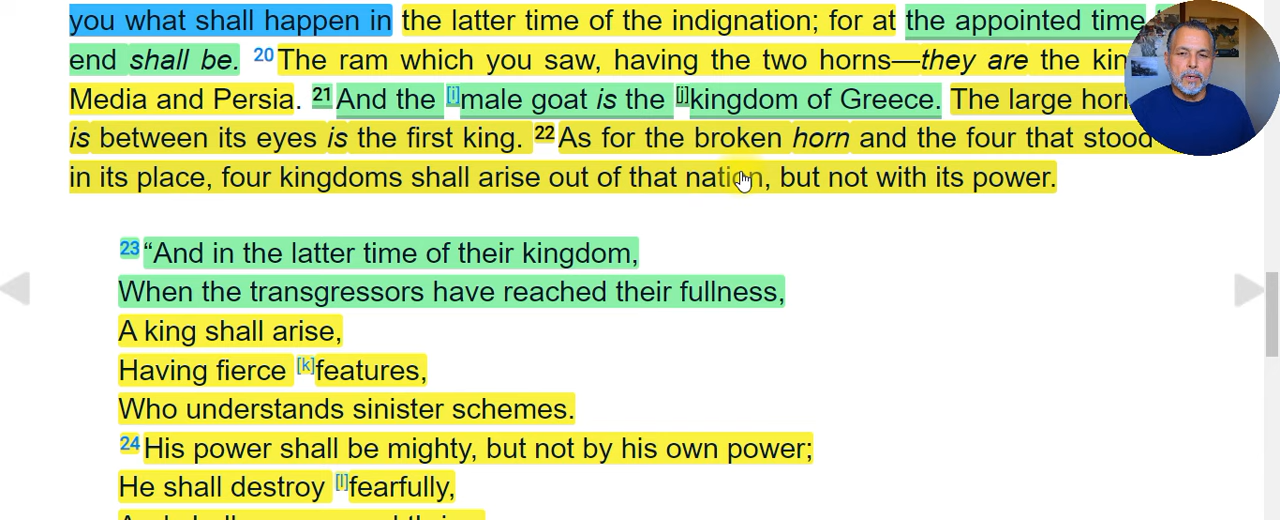 you what shall happen in the latter time of the indignation; for at the appointed time
end shall be. 20 The ram which you saw, having the two horns—they are the
Media and Persia. 21 And the [i]male goat is the [j]kingdom of Greece. The large
is between its eyes is the first king. 22 As for the broken horn and the four that stood
in its place, four kingdoms shall arise out of that nation, but not with its power.
23 “And in the latter time of their kingdom,
When the transgressors have reached their fullness,
A king shall arise,
Having fierce [k]features,
Who understands sinister schemes.
24 His power shall be mighty, but not by his own power;
He shall destroy [l]fearfully,